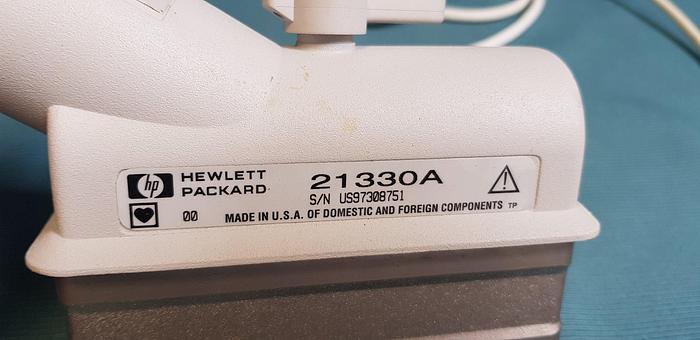 hp HEWLETT PACKARD
21330A
S/N US97308751
00
MADE IN U.S.A. OF DOMESTIC AND FOREIGN COMPONENTS TP